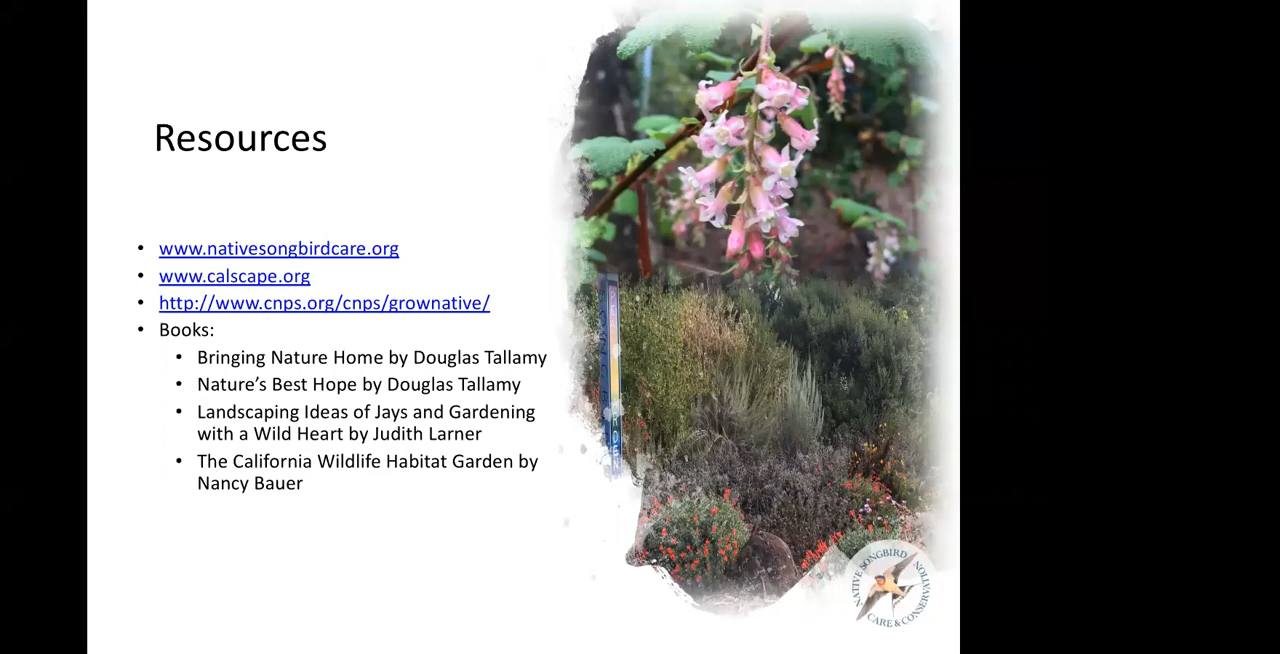 Resources
• www.nativesongbirdcare.org
• www.calscape.org
• http://www.cnps.org/cnps/grownative/
• Books:
• Bringing Nature Home by Douglas Tallamy
• Nature’s Best Hope by Douglas Tallamy
• Landscaping Ideas of Jays and Gardening
with a Wild Heart by Judith Larner
• The California Wildlife Habitat Garden by
Nancy Bauer
NATIVE SONGBIRD
CARE & CONSERVATION